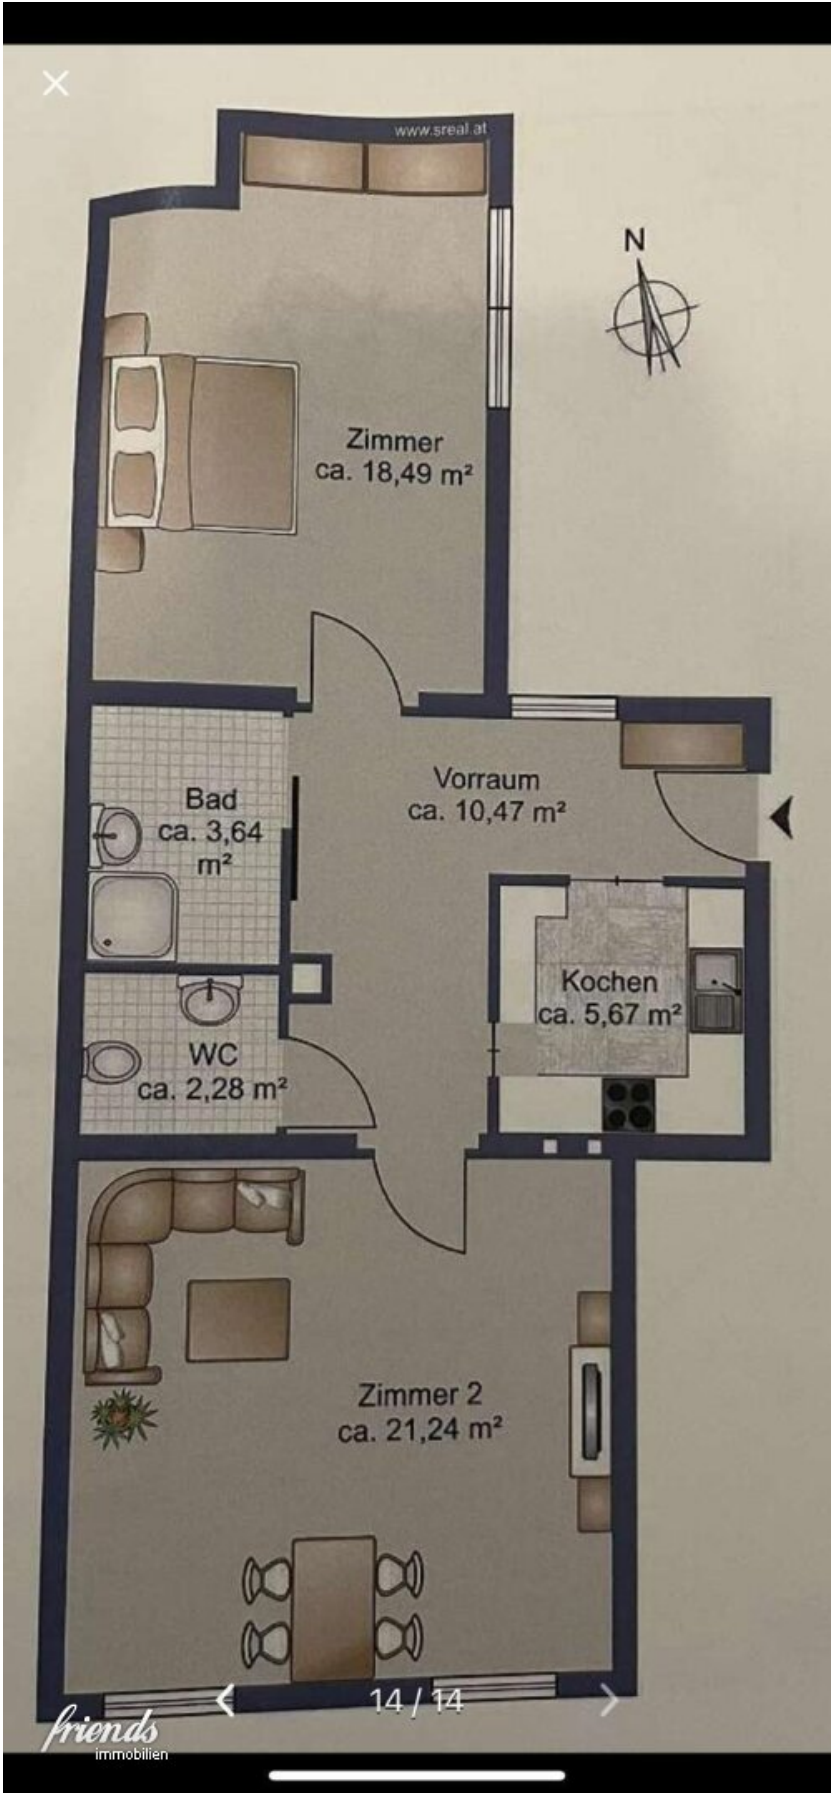 www.sreal.at
N
Zimmer
ca. 18,49 m²
Vorraum
ca. 10,47 m²
Bad
ca. 3,64
m²
Kochen
ca. 5,67 m²
WC
ca. 2,28 m²
Zimmer 2
ca. 21,24 m²
14 / 14
friends
immobilien